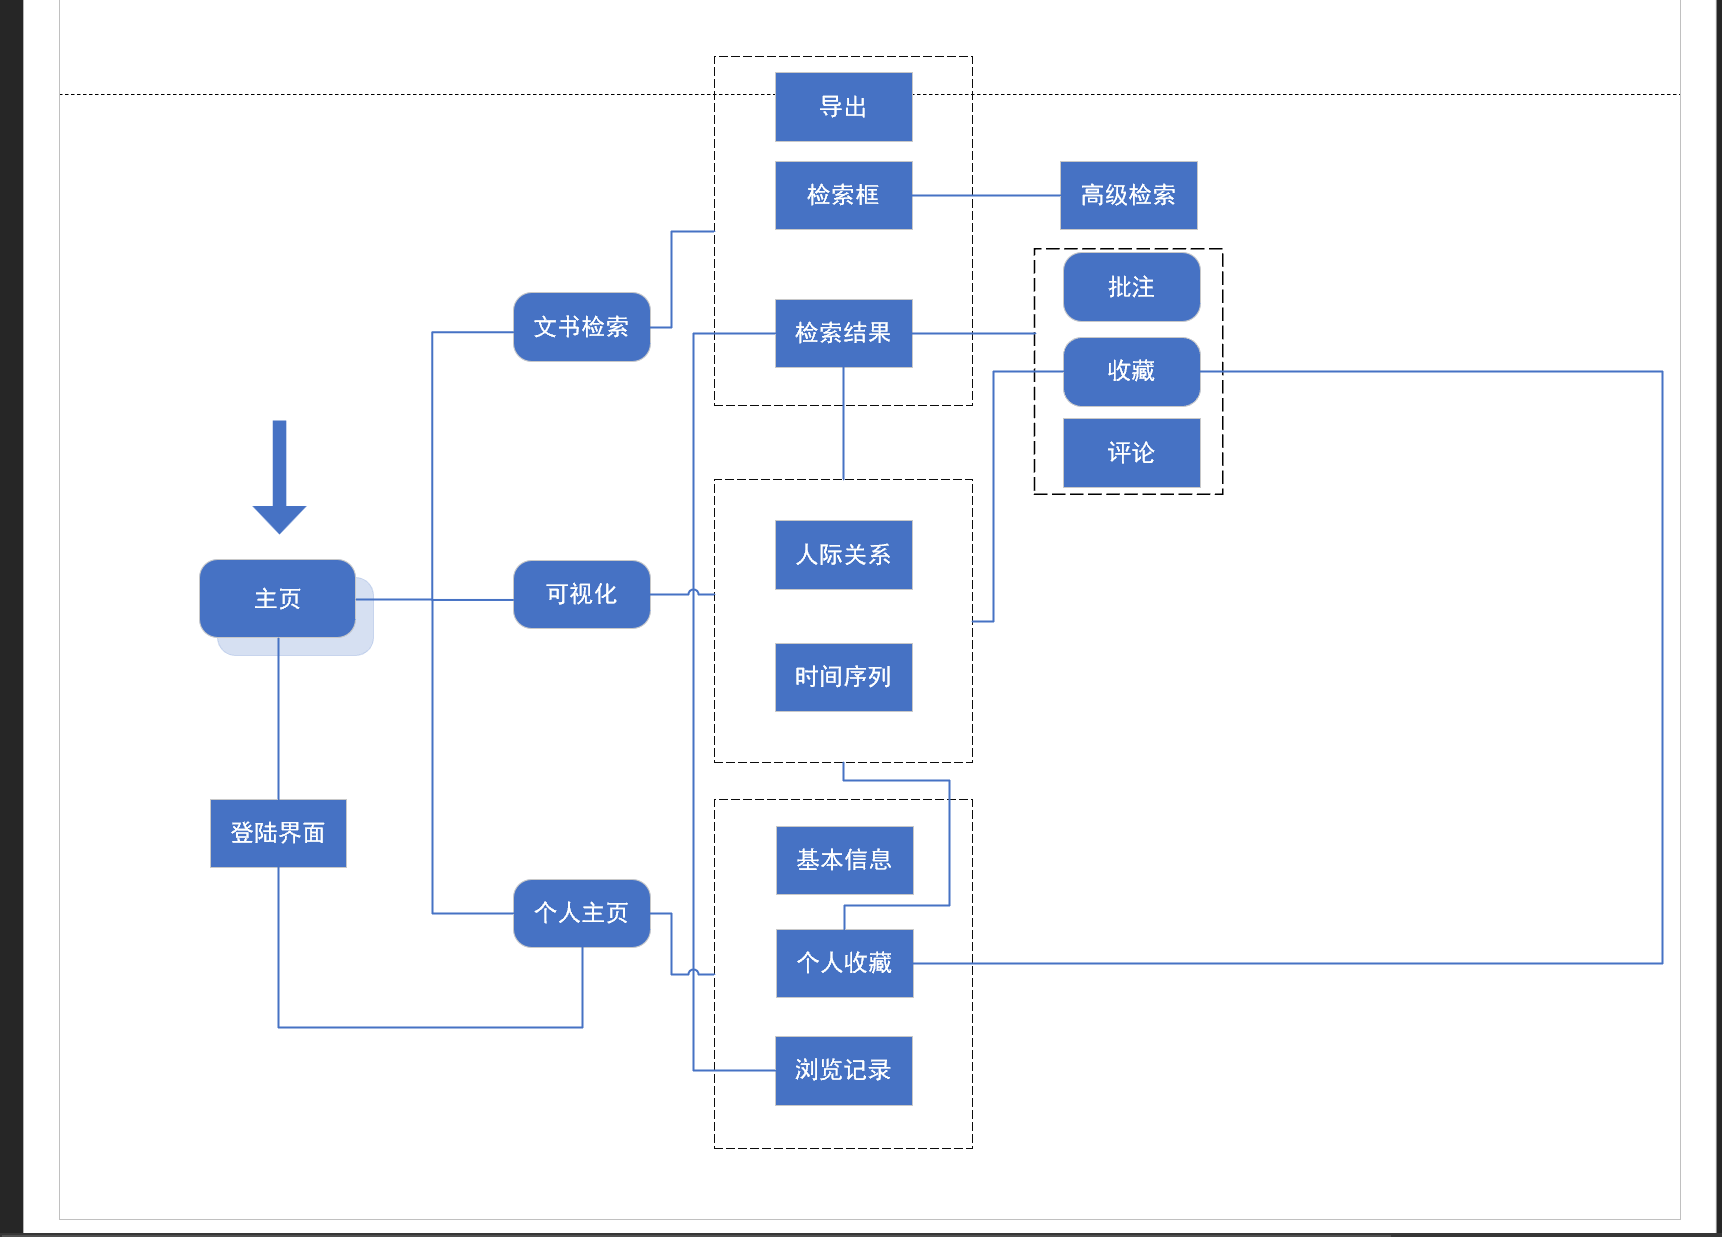 导出
检索框
高级检索
批注
文书检索
检索结果
收藏
评论
人际关系
主页
可视化
时间序列
登陆界面
基本信息
个人主页
个人收藏
浏览记录